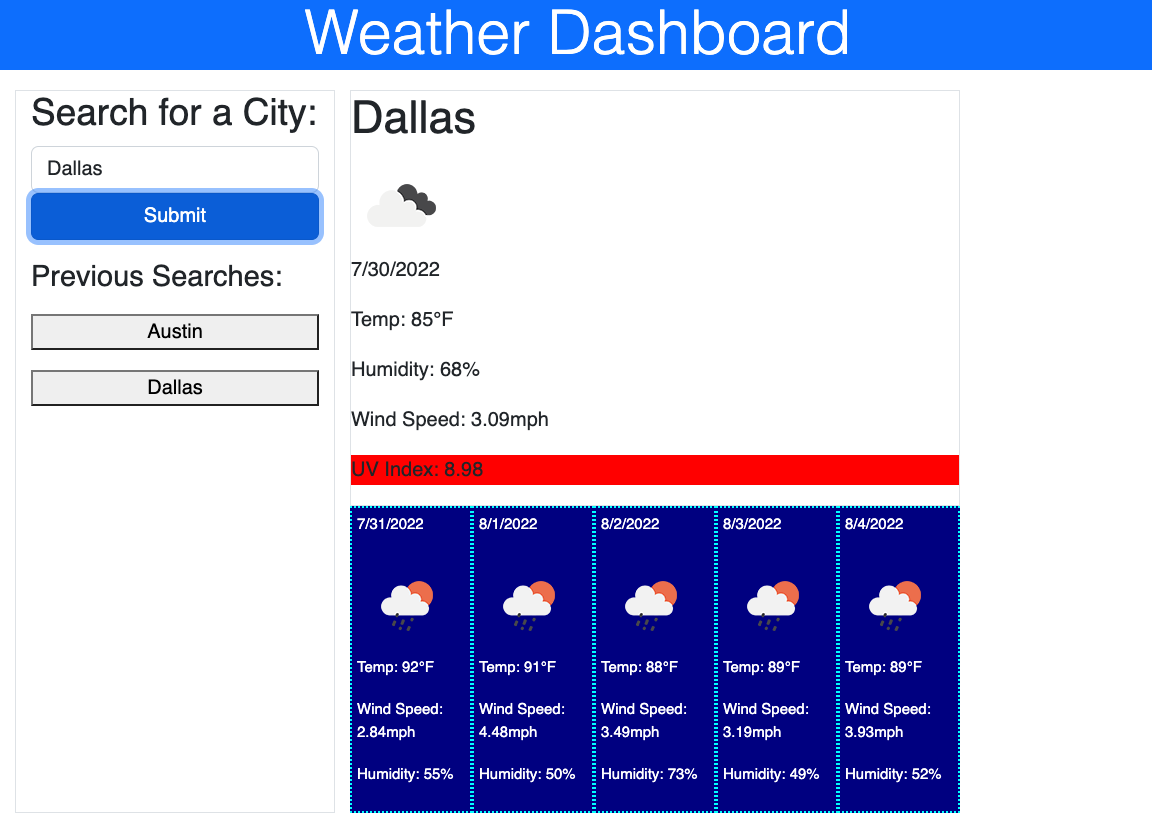 Weather Dashboard
Search for a City:
Dallas
Submit
Previous Searches:
Austin
Dallas
Dallas
7/30/2022
Temp: 85°F
Humidity: 68%
Wind Speed: 3.09mph
UV Index: 8.98
7/31/2022
Temp: 92°F
Wind Speed:
2.84mph
Humidity: 55%
8/1/2022
Temp: 91°F
Wind Speed:
4.48mph
Humidity: 50%
8/2/2022
Temp: 88°F
Wind Speed:
3.49mph
Humidity: 73%
8/3/2022
Temp: 89°F
Wind Speed:
3.19mph
Humidity: 49%
8/4/2022
Temp: 89°F
Wind Speed:
3.93mph
Humidity: 52%